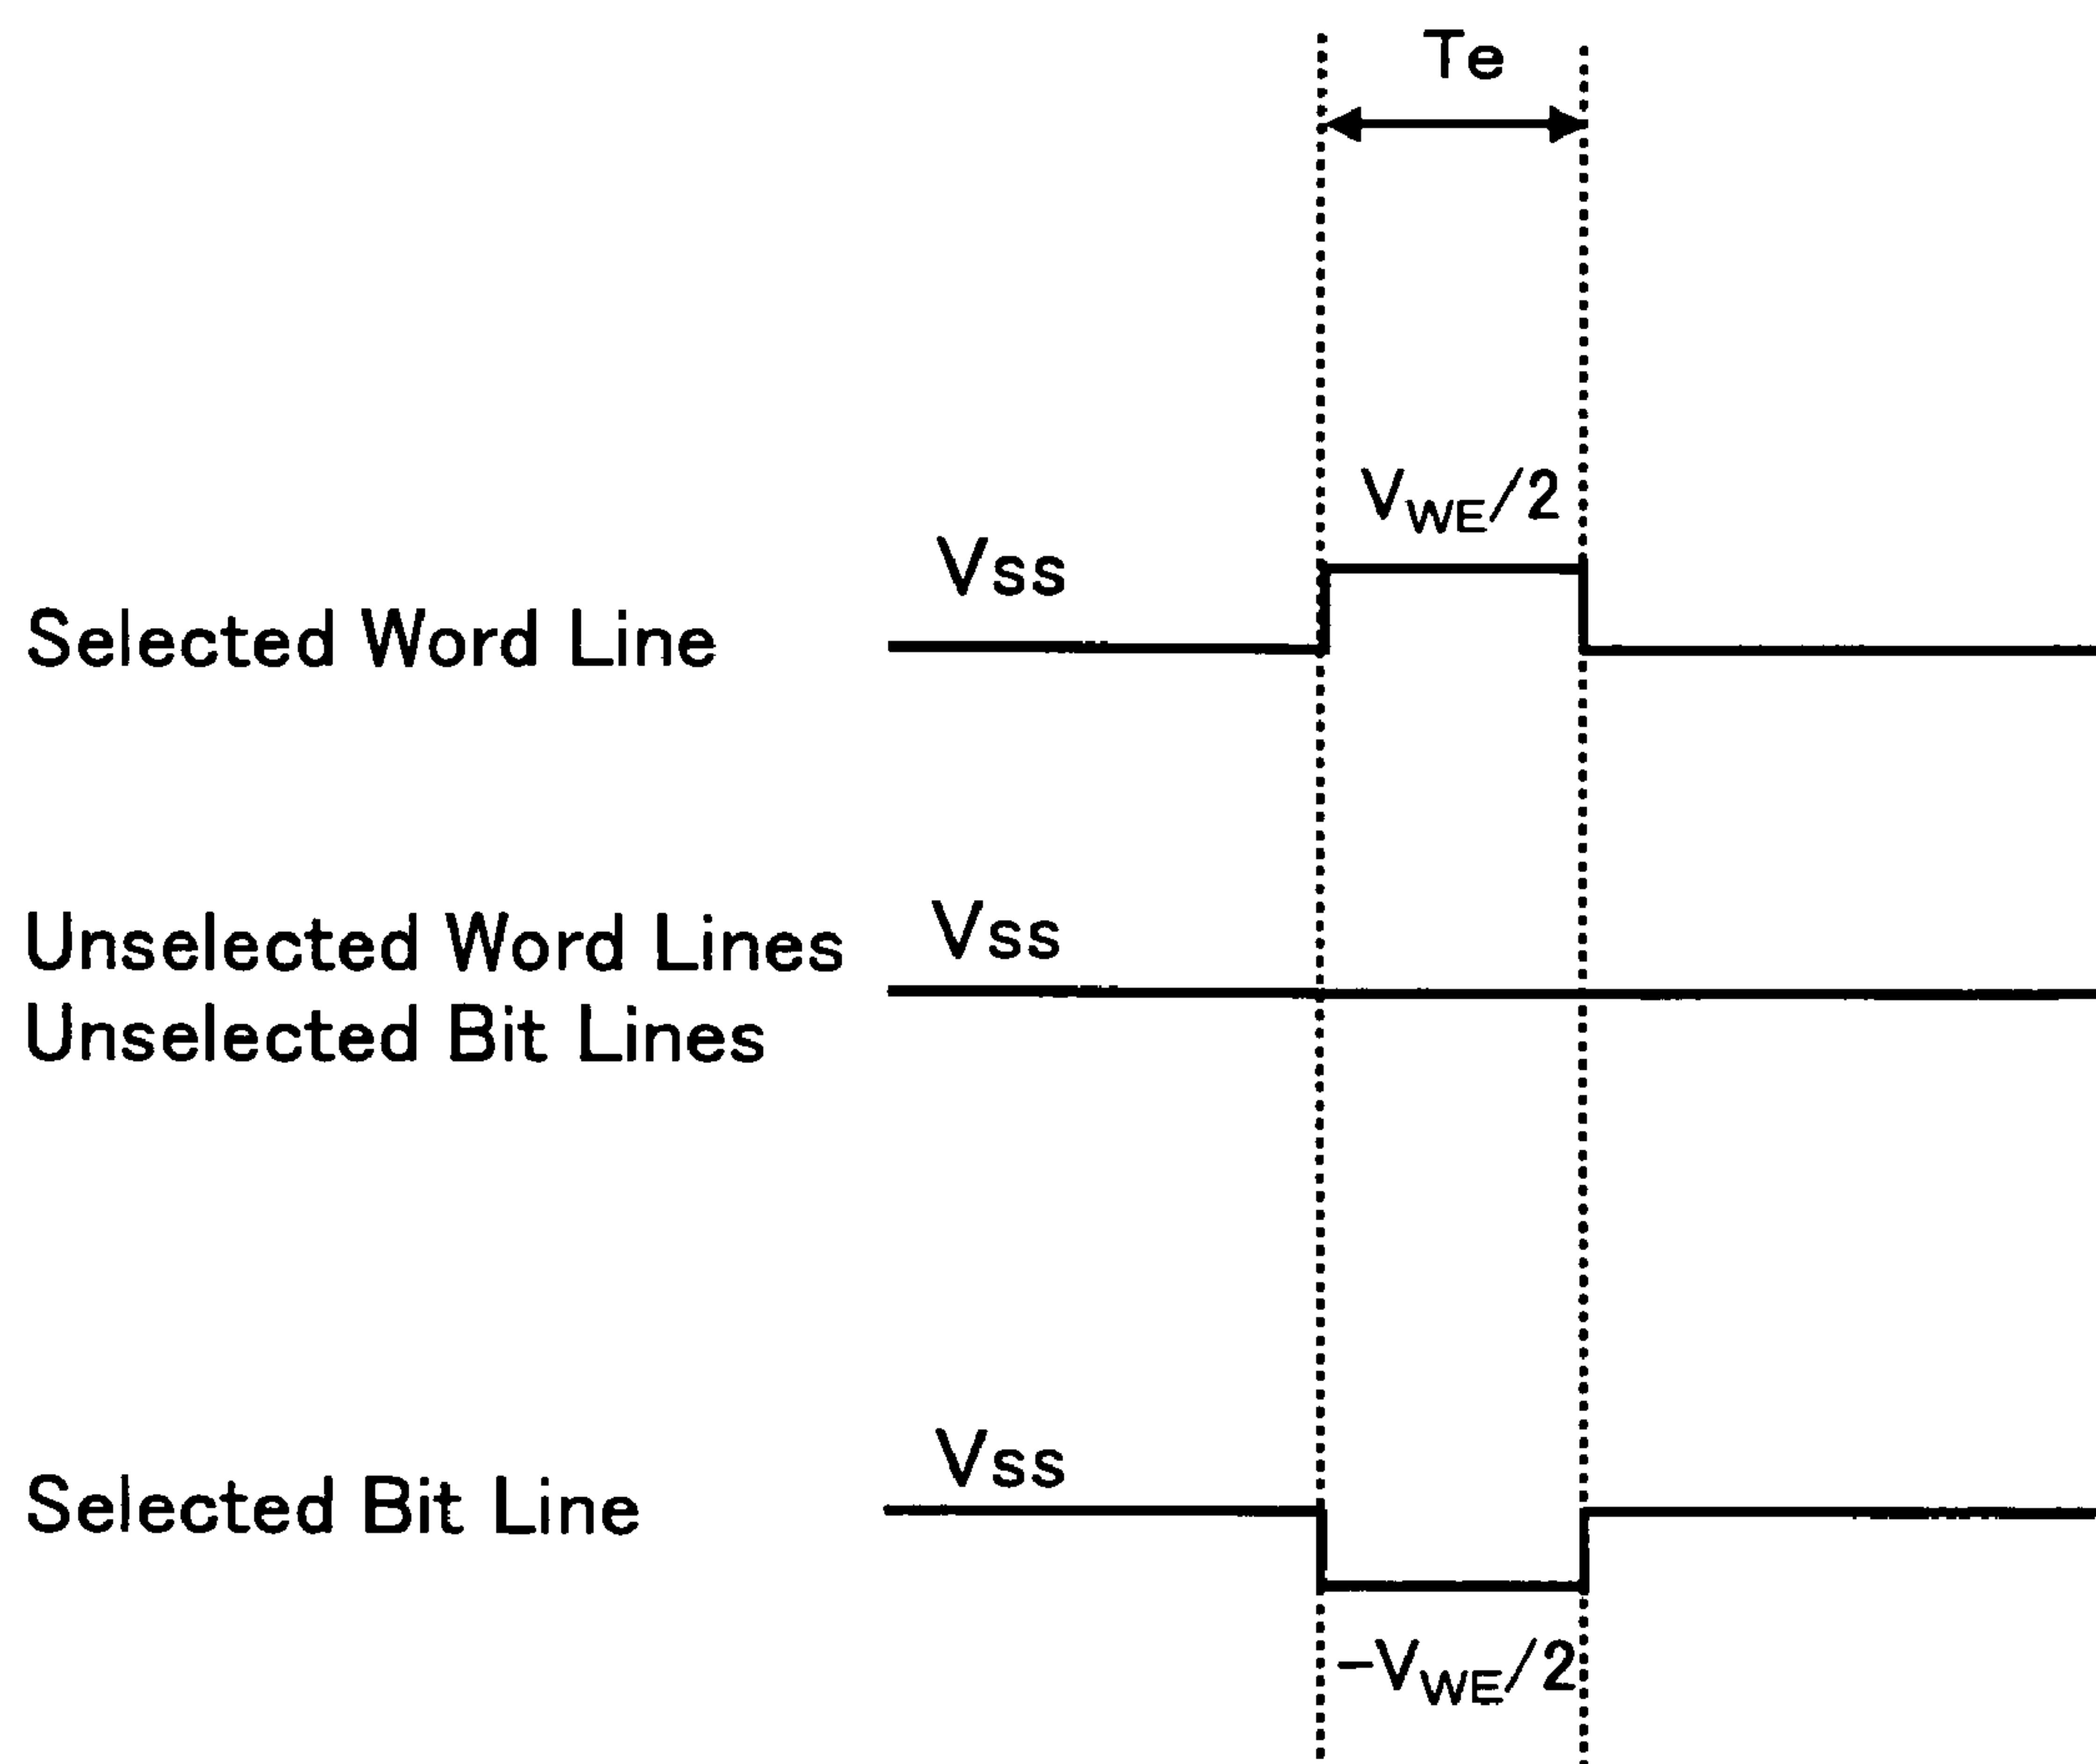 Te
V_WE/2
Vss
Selected Word Line
Unselected Word Lines Vss
Unselected Bit Lines
Vss
Selected Bit Line
-V_WE/2